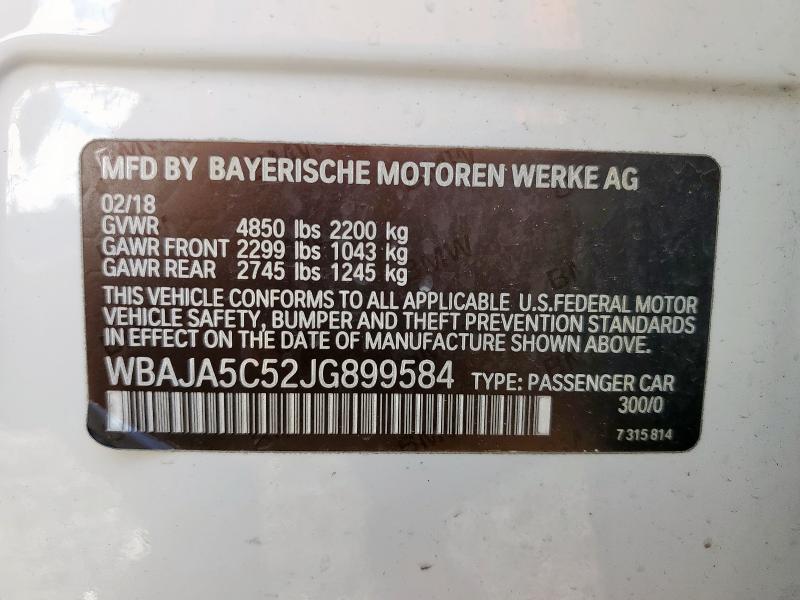 MFD BY BAYERISCHE MOTOREN WERKE AG
02/18
GVWR 4850 lbs 2200 kg
GAWR FRONT 2299 lbs 1043 kg
GAWR REAR 2745 lbs 1245 kg
THIS VEHICLE CONFORMS TO ALL APPLICABLE U.S.FEDERAL MOTOR
VEHICLE SAFETY, BUMPER AND THEFT PREVENTION STANDARDS
IN EFFECT ON THE DATE OF MANUFACTURE SHOWN ABOVE.
WBAJA5C52JG899584 TYPE: PASSENGER CAR
300/0
7 315 814